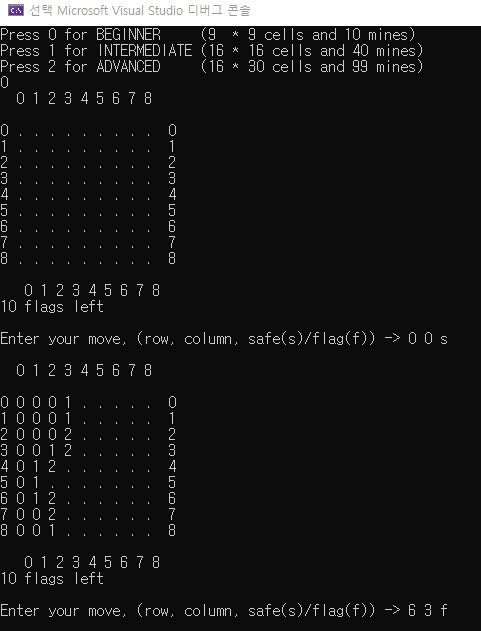 선택 Microsoft Visual Studio 디버그 콘솔
Press 0 for BEGINNER     (9  * 9 cells and 10 mines)
Press 1 for INTERMEDIATE (16 * 16 cells and 40 mines)
Press 2 for ADVANCED     (16 * 30 cells and 99 mines)
0
0 1 2 3 4 5 6 7 8
0 . . . . . . . . .  0
1 . . . . . . . . .  1
2 . . . . . . . . .  2
3 . . . . . . . . .  3
4 . . . . . . . . .  4
5 . . . . . . . . .  5
6 . . . . . . . . .  6
7 . . . . . . . . .  7
8 . . . . . . . . .  8
0 1 2 3 4 5 6 7 8
10 flags left
Enter your move, (row, column, safe(s)/flag(f)) -> 0 0 s
0 1 2 3 4 5 6 7 8
0 0 0 0 1 . . . . .  0
1 0 0 0 1 . . . . .  1
2 0 0 0 2 . . . . .  2
3 0 0 1 2 . . . . .  3
4 0 1 2 . . . . . .  4
5 0 1 . . . . . . .  5
6 0 1 2 . . . . . .  6
7 0 0 2 . . . . . .  7
8 0 0 1 . . . . . .  8
0 1 2 3 4 5 6 7 8
10 flags left
Enter your move, (row, column, safe(s)/flag(f)) -> 6 3 f